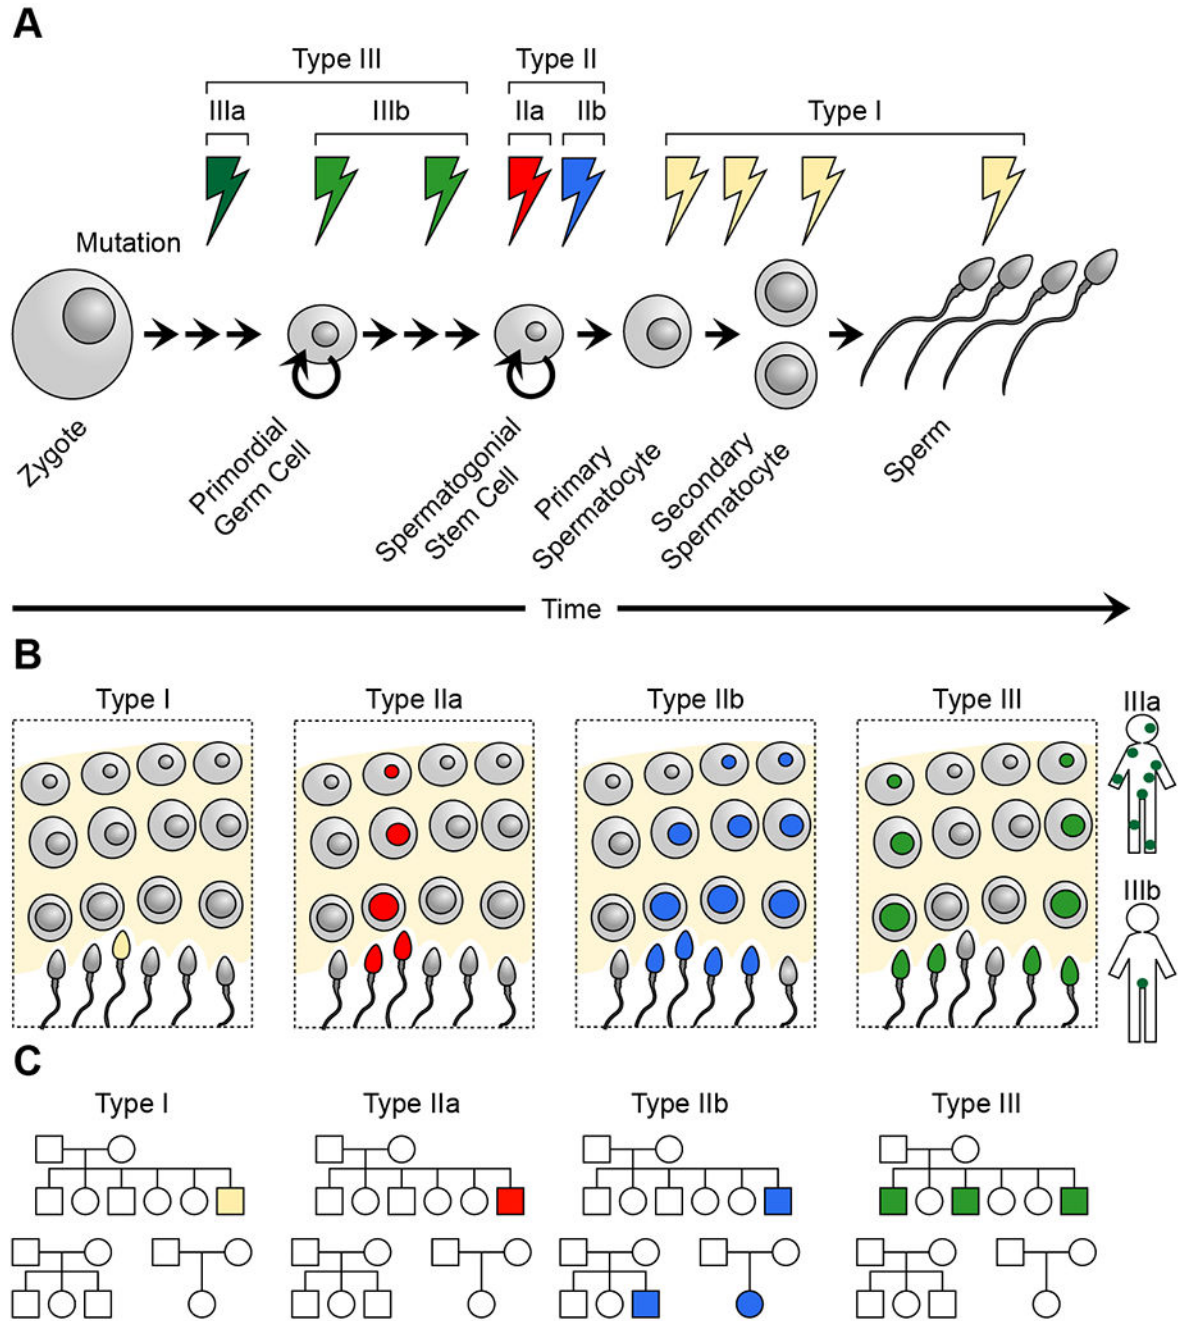 A
Type III
Type II
IIIa
IIIb
IIa
IIb
Type I
Mutation
Zygote
Primordial
Germ Cell
Spermatogonial
Stem Cell
Primary
Spermatocyte
Secondary
Spermatocyte
Sperm
Time
B
Type I
Type IIa
Type IIb
Type III
IIIa
IIIb
C
Type I
Type IIa
Type IIb
Type III